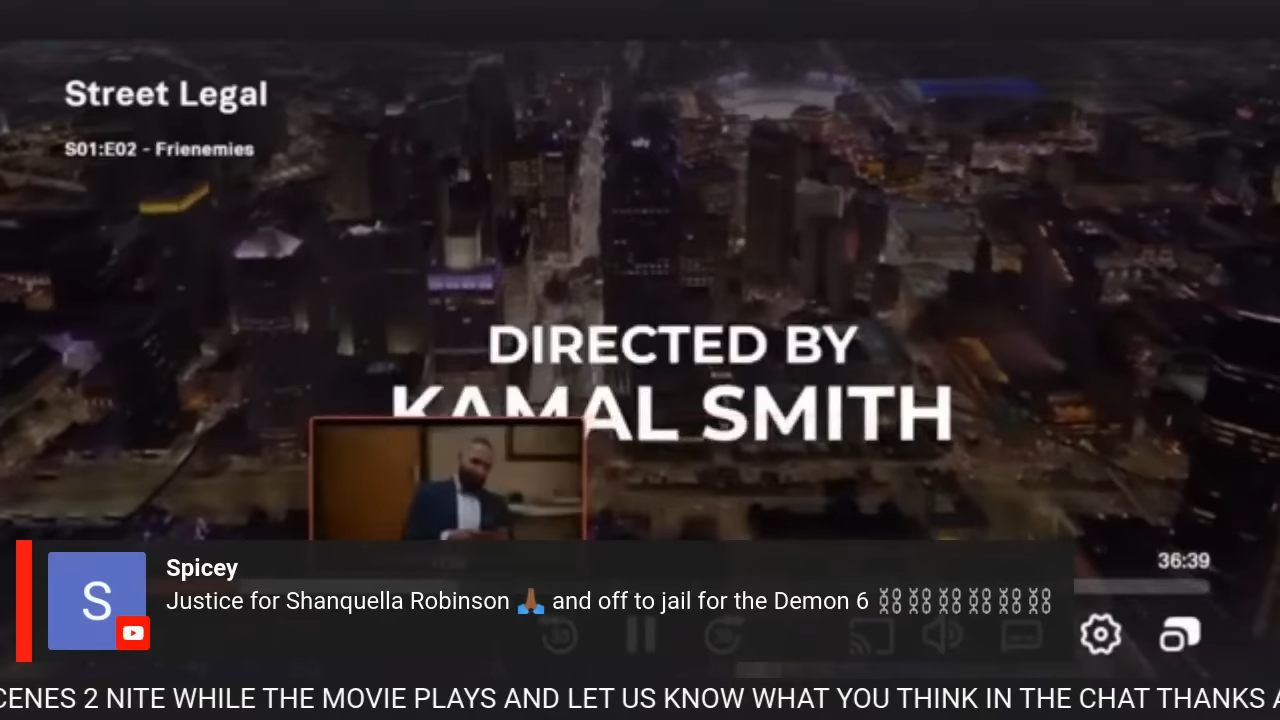 Street Legal
S01:E02 - Frienemies
DIRECTED BY
KAMAL SMITH
36:39
S
Spicey
Justice for Shanquella Robinson 🙏🏾 and off to jail for the Demon 6 ⛓️⛓️⛓️⛓️⛓️⛓️
CENES 2 NITE WHILE THE MOVIE PLAYS AND LET US KNOW WHAT YOU THINK IN THE CHAT THANKS A